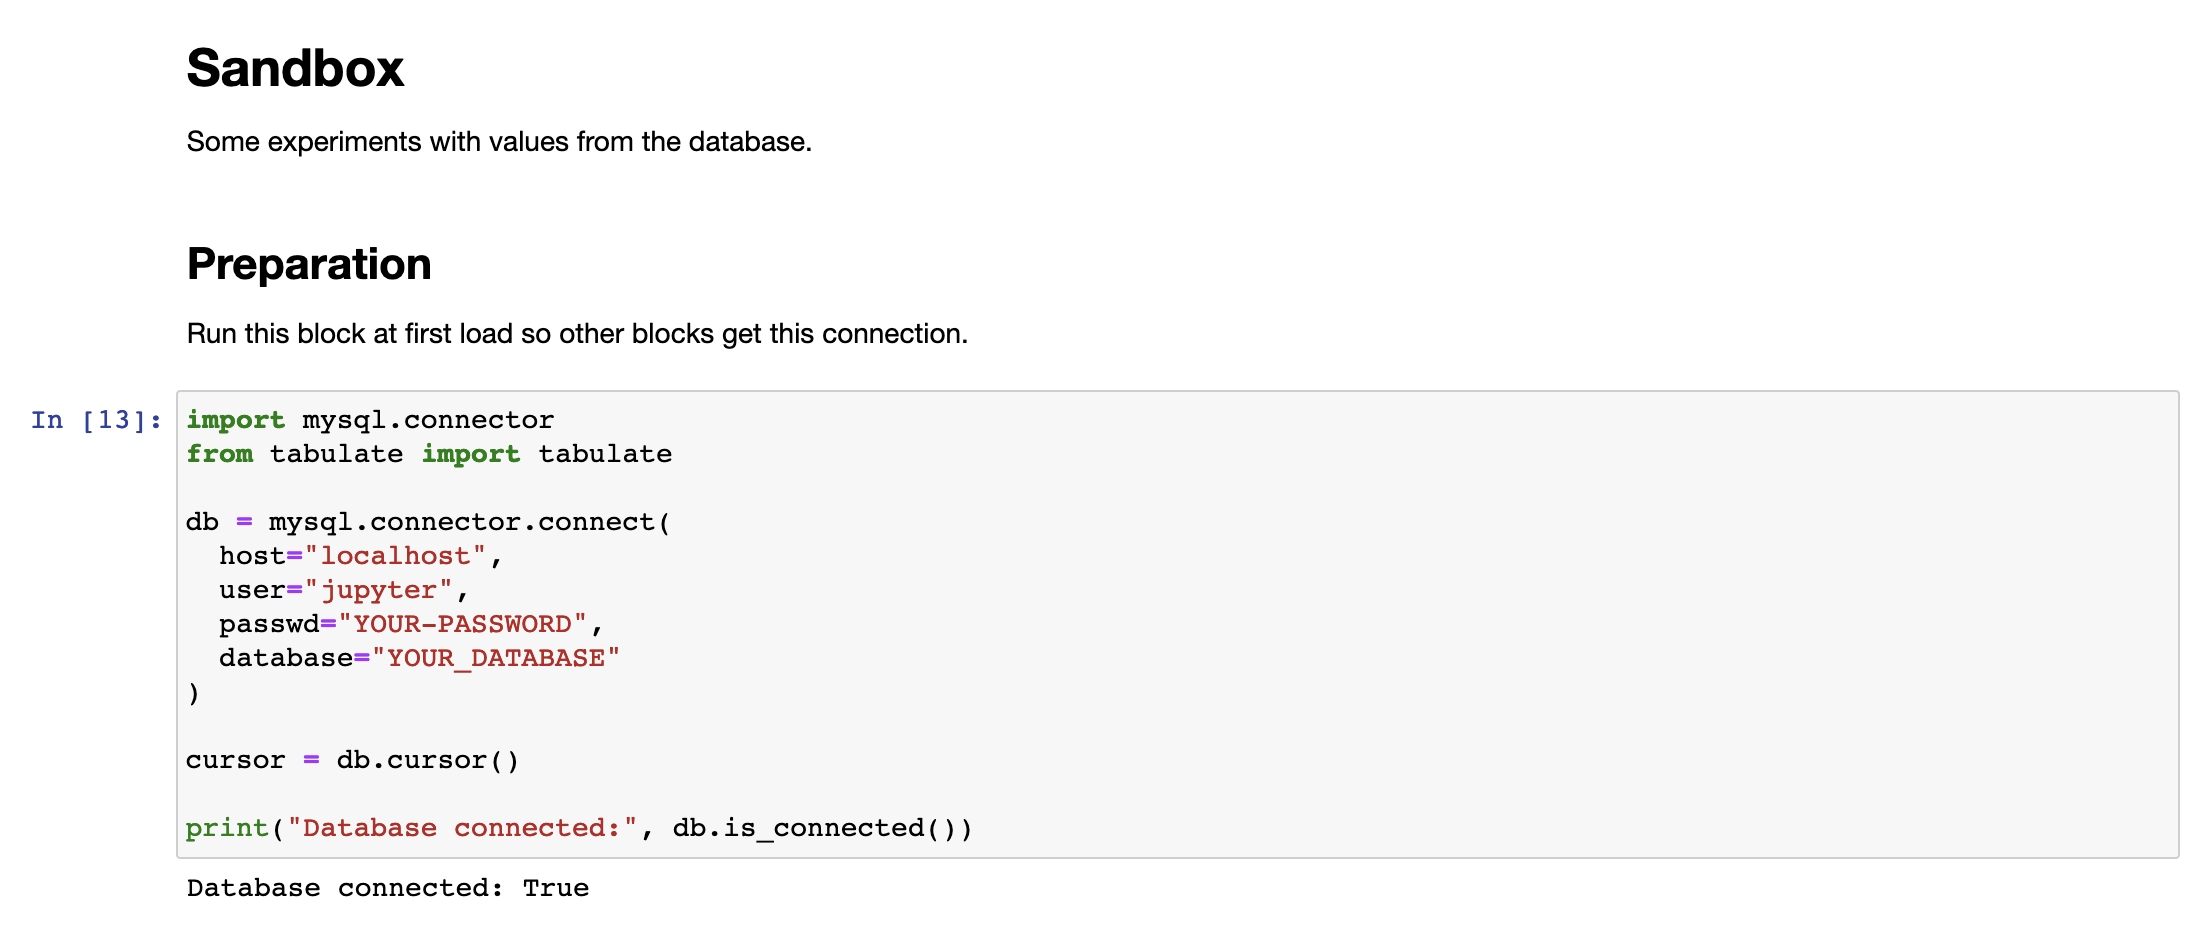 Sandbox
Some experiments with values from the database.
Preparation
Run this block at first load so other blocks get this connection.
In [13]:
import mysql.connector
from tabulate import tabulate
db = mysql.connector.connect(
  host="localhost",
  user="jupyter",
  passwd="YOUR-PASSWORD",
  database="YOUR_DATABASE"
)
cursor = db.cursor()
print("Database connected:", db.is_connected())
Database connected: True